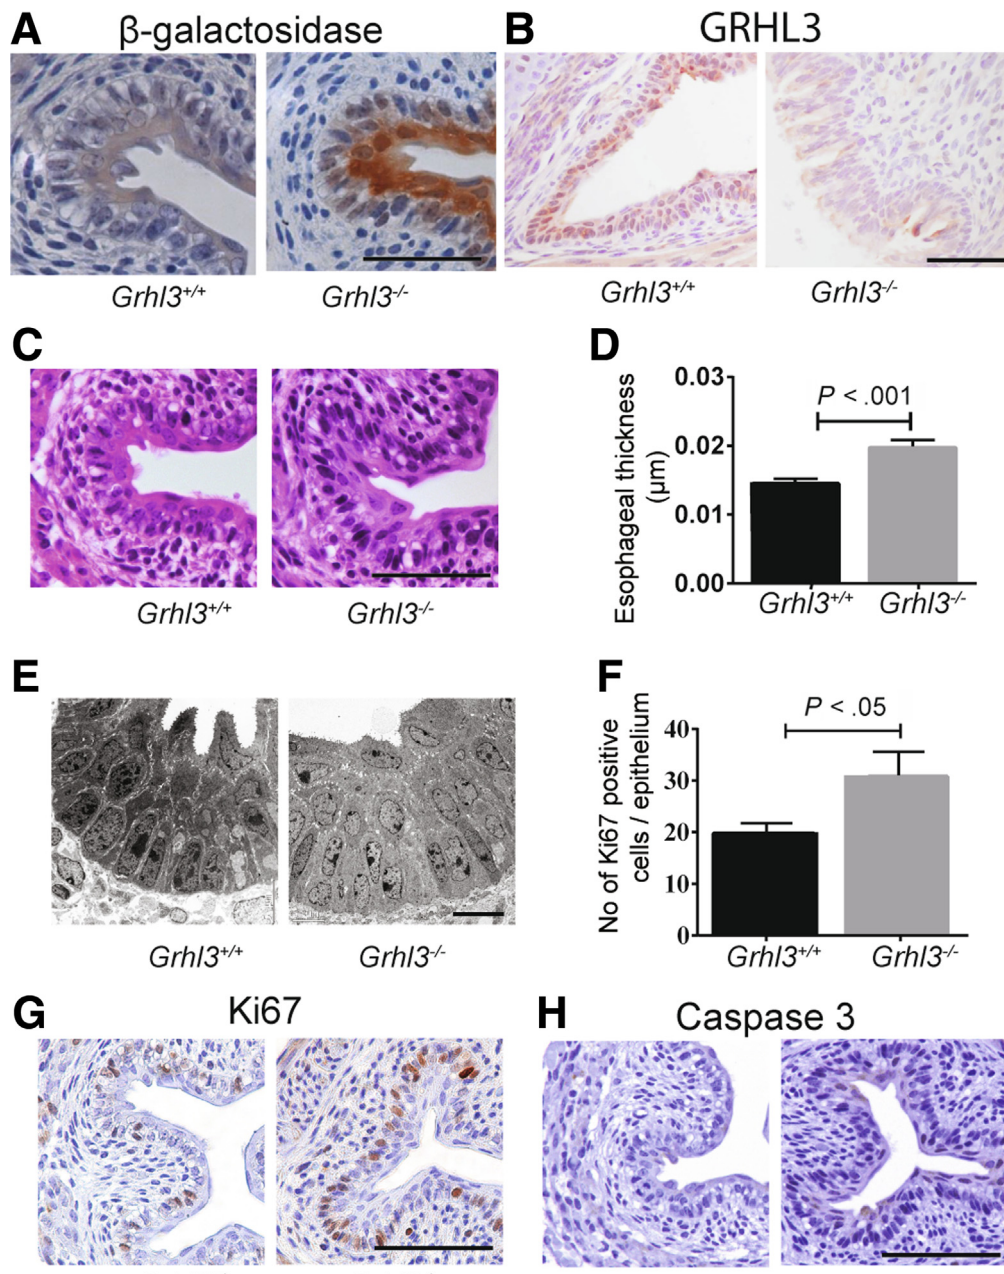 A
β-galactosidase
B
GRHL3
Grhl3+/+
Grhl3-/-
Grhl3+/+
Grhl3-/-
C
Grhl3+/+
Grhl3-/-
D
Esophageal thickness
(μm)
0.03
0.02
0.01
0.00
P < .001
Grhl3+/+
Grhl3-/-
E
Grhl3+/+
Grhl3-/-
F
No of Ki67 positive
cells / epithelium
40
30
20
10
0
P < .05
Grhl3+/+
Grhl3-/-
G
Ki67
H
Caspase 3